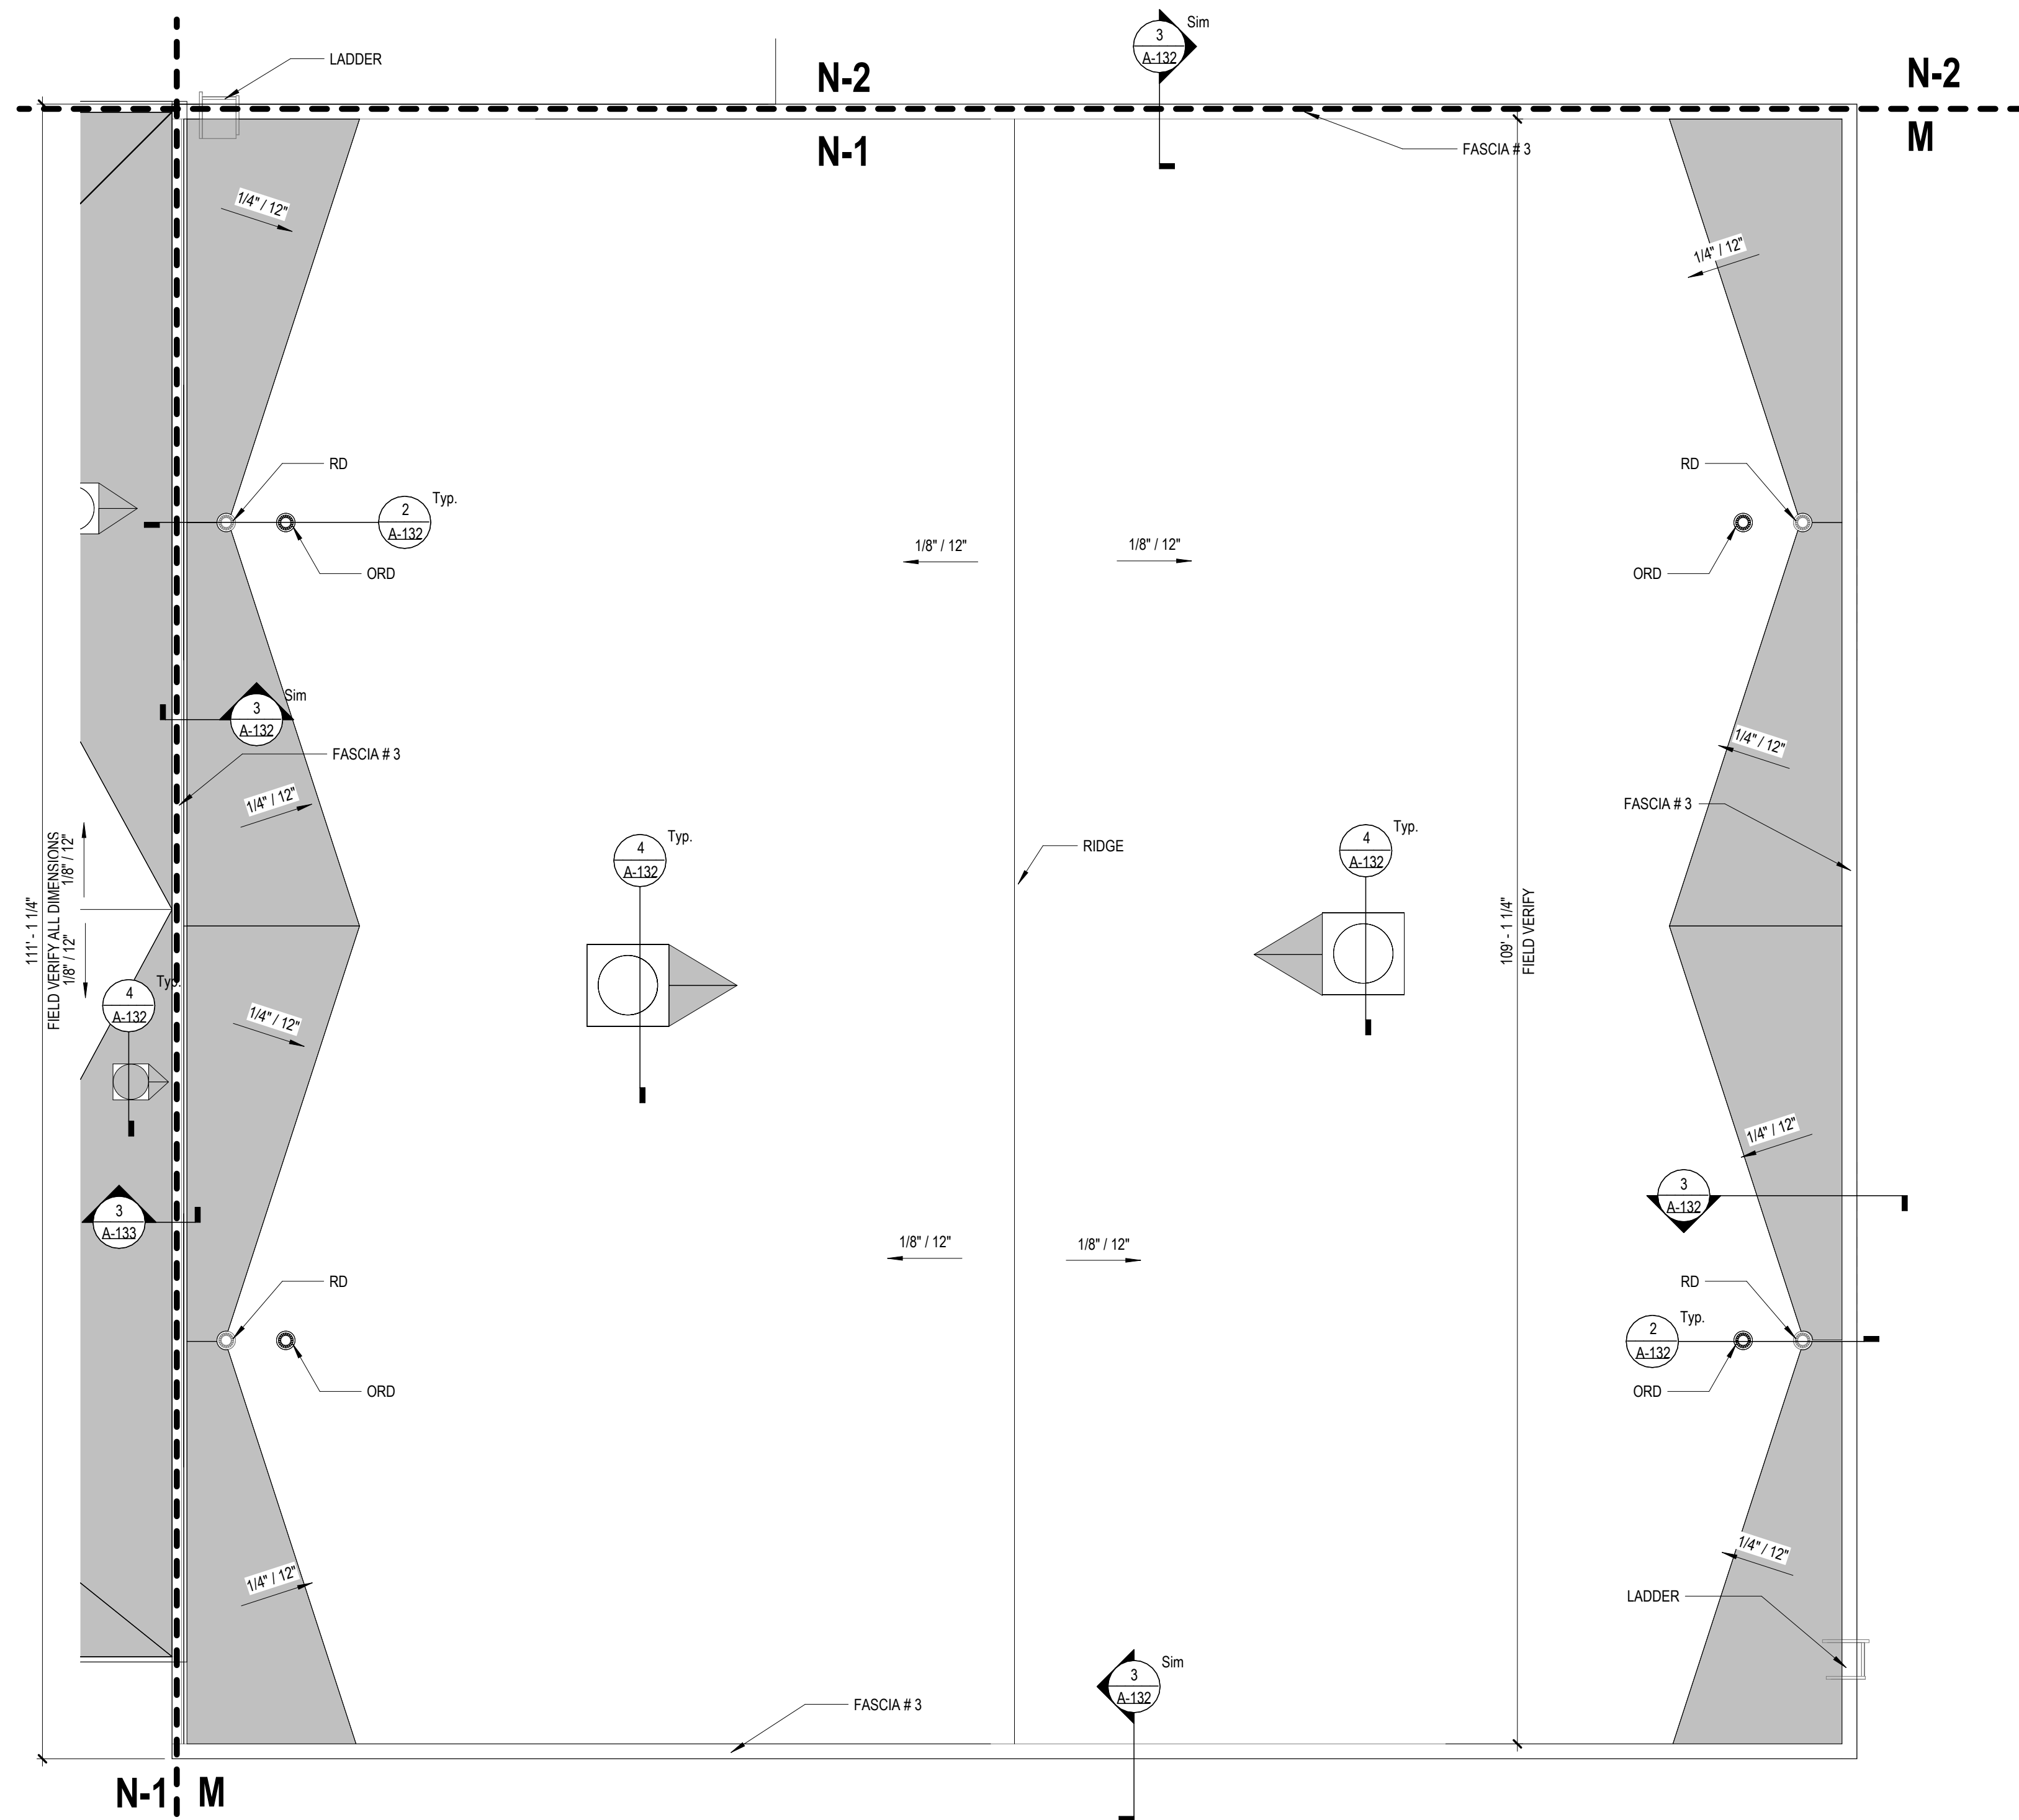 3
A-132
Sim
LADDER
N-2
N-2
N-1
M
FASCIA # 3
1/4" / 12"
1/4" / 12"
RD
RD
2
A-132
Typ.
ORD
ORD
1/8" / 12"
1/8" / 12"
3
A-132
Sim
FASCIA # 3
1/4" / 12"
1/4" / 12"
FASCIA # 3
4
A-132
Typ.
4
A-132
Typ.
RIDGE
111' - 1 1/4"
FIELD VERIFY ALL DIMENSIONS
1/8" / 12"
1/8" / 12"
109' - 1 1/4"
FIELD VERIFY
4
A-132
Typ.
1/4" / 12"
1/4" / 12"
3
A-133
3
A-132
1/8" / 12"
1/8" / 12"
RD
RD
2
A-132
Typ.
ORD
ORD
1/4" / 12"
1/4" / 12"
LADDER
3
A-132
Sim
FASCIA # 3
N-1
M